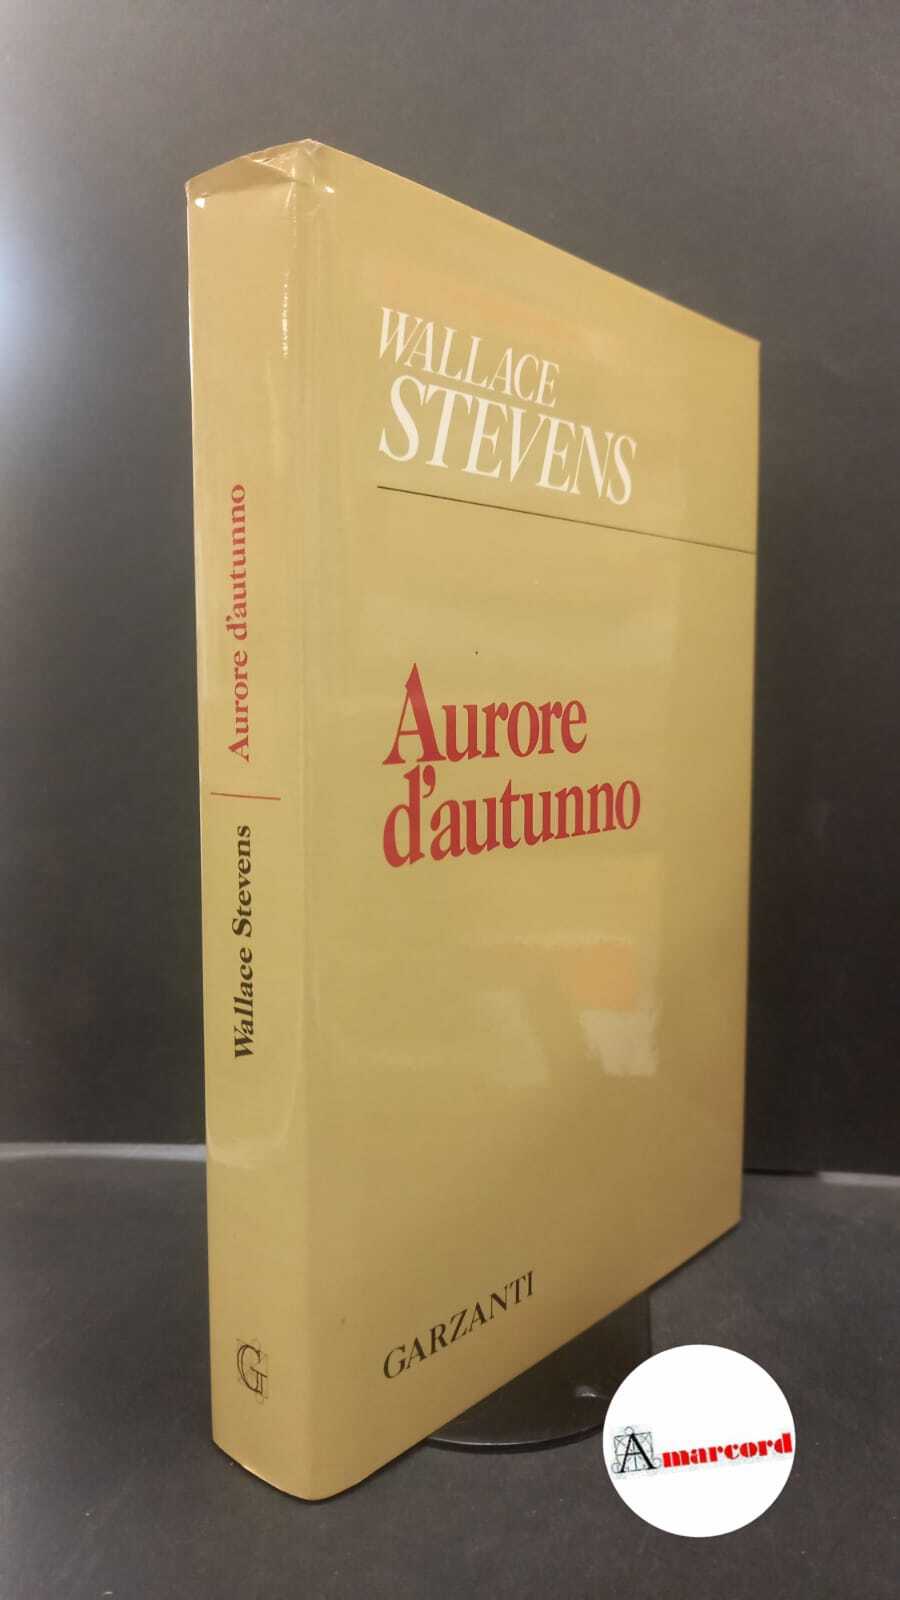 WALLACE
STEVENS
Aurore
d'autunno
GARZANTI
Wallace Stevens | Aurore d'autunno
G
Amarcord